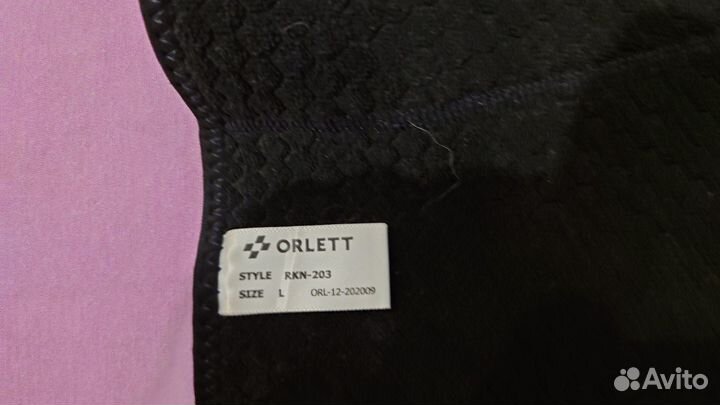 ORLETT
STYLE RKN-203
SIZE L ORL-12-202009
Avito